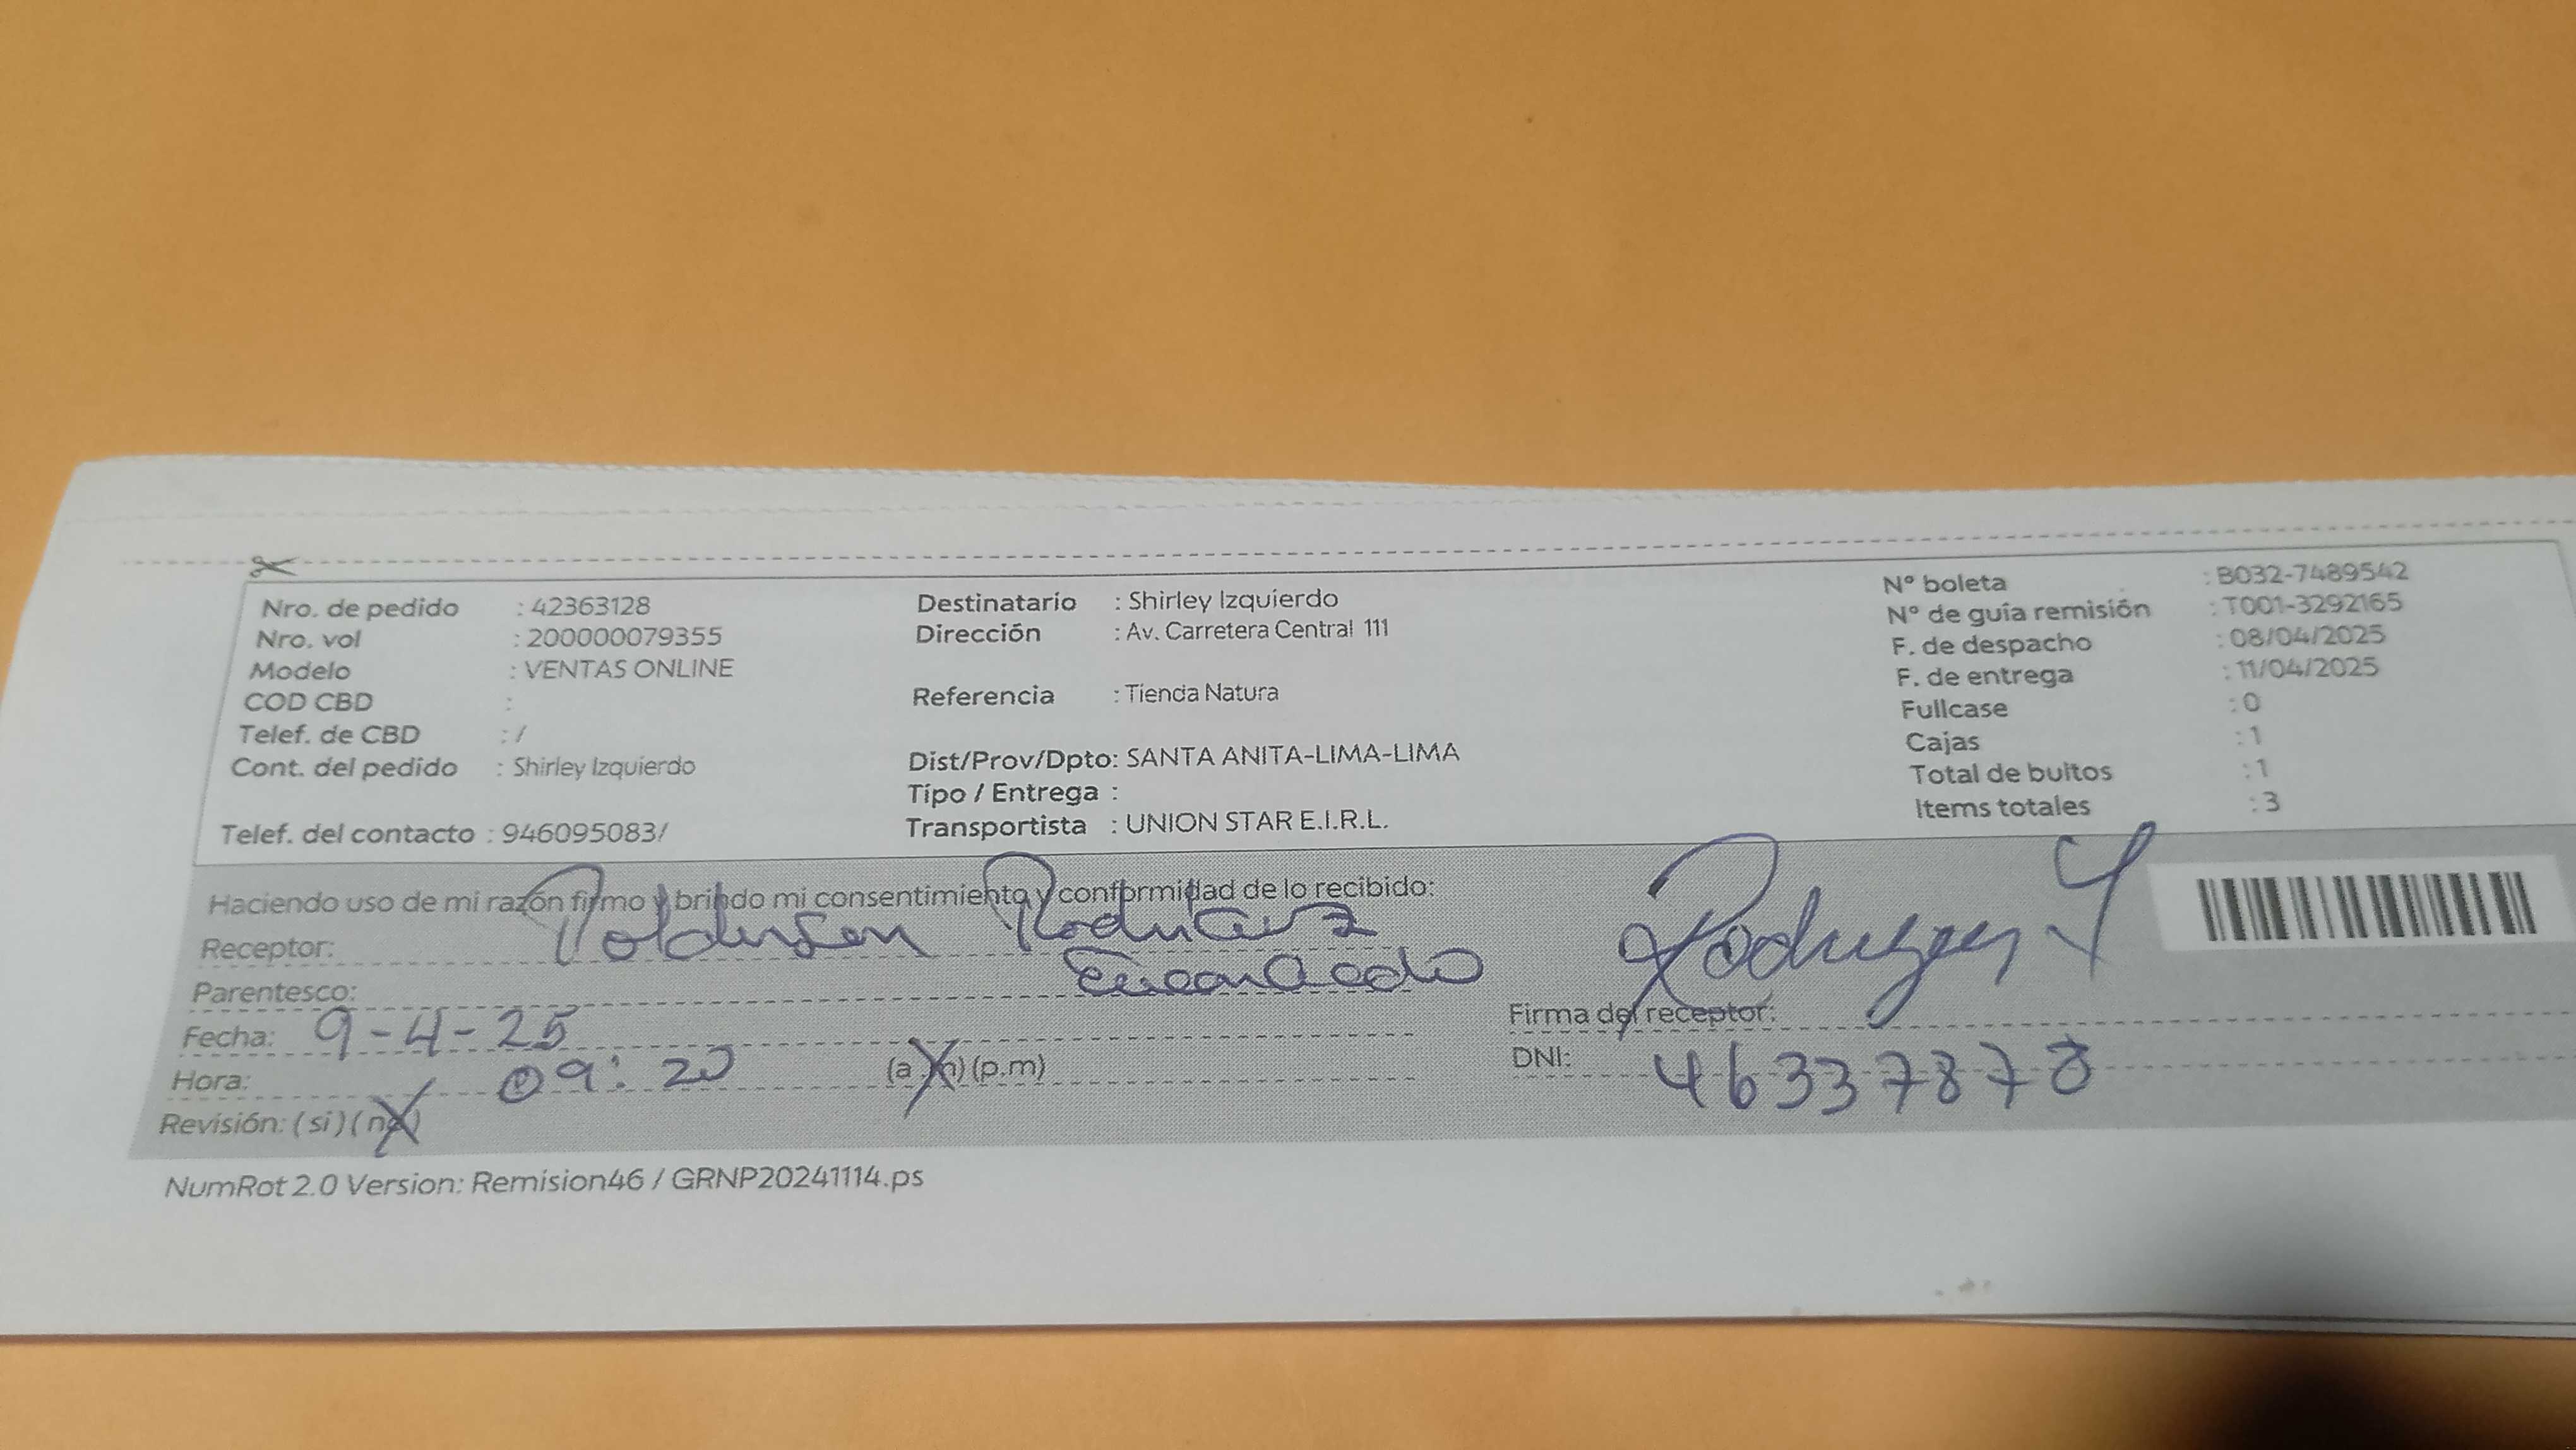 Nro. de pedido : 42363128
Nro. vol : 200000079355
Modelo : VENTAS ONLINE
COD CBD :
Telef. de CBD : /
Cont. del pedido : Shirley Izquierdo
Telef. del contacto : 946095083/
Destinatario : Shirley Izquierdo
Dirección : Av. Carretera Central 111
Referencia : Tienda Natura
Dist/Prov/Dpto: SANTA ANITA-LIMA-LIMA
Tipo / Entrega :
Transportista : UNION STAR E.I.R.L.
N° boleta : B032-7489542
N° de guía remisión : T001-3292165
F. de despacho : 08/04/2025
F. de entrega : 11/04/2025
Fullcase : 0
Cajas : 1
Total de bultos : 1
Items totales : 3
Haciendo uso de mi razón firmo y brindo mi consentimiento y conformidad de lo recibido:
Receptor: Rodriguez
Parentesco: Encargado
Fecha: 9-4-25
Hora: 09:20 (a.m) (p.m)
Revisión: (si) (no)
Rodriguez Y
Firma del receptor:
DNI: 46337878
NumRot 2.0 Version: Remision46 / GRNP20241114.ps